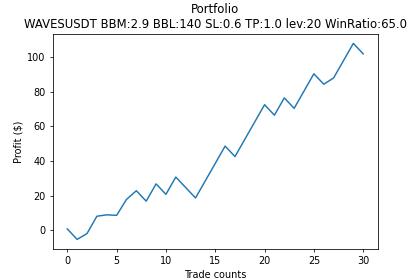 Portfolio
WAVESUSDT BBM:2.9 BBL:140 SL:0.6 TP:1.0 lev:20 WinRatio:65.0
100
80
60
40
20
0
Profit ($)
0 5 10 15 20 25 30
Trade counts